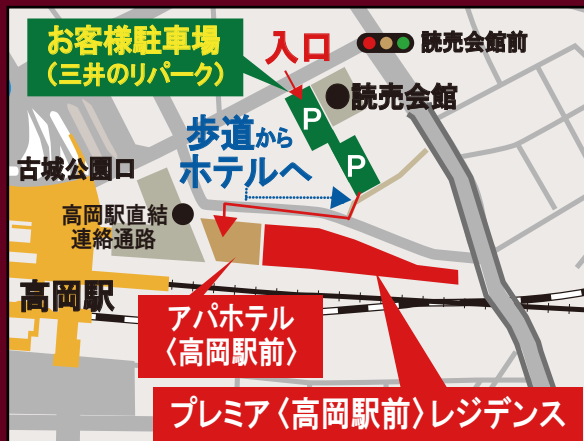 お客様駐車場
(三井のリパーク)
入口
読売会館前
P
読売会館
P
歩道から
ホテルへ
古城公園口
高岡駅直結
連絡通路
高岡駅
アパホテル
〈高岡駅前〉
プレミア〈高岡駅前〉レジデンス